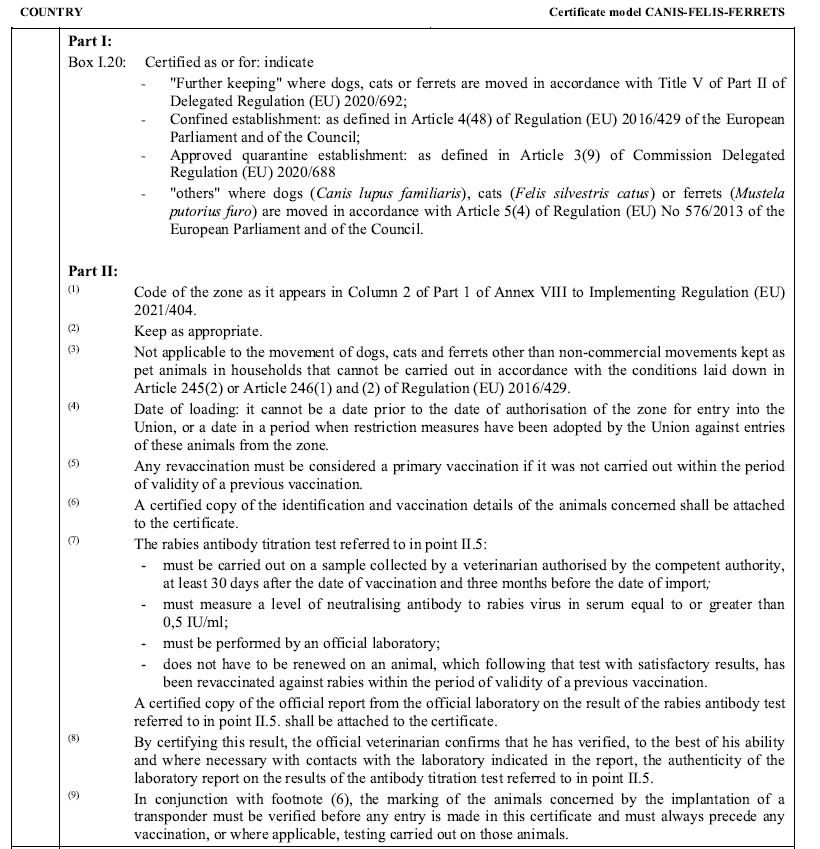 COUNTRY Certificate model CANIS-FELIS-FERRETS
Part I:
Box I.20: Certified as or for: indicate
- "Further keeping" where dogs, cats or ferrets are moved in accordance with Title V of Part II of
Delegated Regulation (EU) 2020/692;
- Confined establishment: as defined in Article 4(48) of Regulation (EU) 2016/429 of the European
Parliament and of the Council;
- Approved quarantine establishment: as defined in Article 3(9) of Commission Delegated
Regulation (EU) 2020/688
- "others" where dogs (Canis lupus familiaris), cats (Felis silvestris catus) or ferrets (Mustela
putorius furo) are moved in accordance with Article 5(4) of Regulation (EU) No 576/2013 of the
European Parliament and of the Council.
Part II:
(1) Code of the zone as it appears in Column 2 of Part 1 of Annex VIII to Implementing Regulation (EU)
2021/404.
(2) Keep as appropriate.
(3) Not applicable to the movement of dogs, cats and ferrets other than non-commercial movements kept as
pet animals in households that cannot be carried out in accordance with the conditions laid down in
Article 245(2) or Article 246(1) and (2) of Regulation (EU) 2016/429.
(4) Date of loading: it cannot be a date prior to the date of authorisation of the zone for entry into the
Union, or a date in a period when restriction measures have been adopted by the Union against entries
of these animals from the zone.
(5) Any revaccination must be considered a primary vaccination if it was not carried out within the period
of validity of a previous vaccination.
(6) A certified copy of the identification and vaccination details of the animals concerned shall be attached
to the certificate.
(7) The rabies antibody titration test referred to in point II.5:
- must be carried out on a sample collected by a veterinarian authorised by the competent authority,
at least 30 days after the date of vaccination and three months before the date of import;
- must measure a level of neutralising antibody to rabies virus in serum equal to or greater than
0,5 IU/ml;
- must be performed by an official laboratory;
- does not have to be renewed on an animal, which following that test with satisfactory results, has
been revaccinated against rabies within the period of validity of a previous vaccination.
A certified copy of the official report from the official laboratory on the result of the rabies antibody test
referred to in point II.5. shall be attached to the certificate.
(8) By certifying this result, the official veterinarian confirms that he has verified, to the best of his ability
and where necessary with contacts with the laboratory indicated in the report, the authenticity of the
laboratory report on the results of the antibody titration test referred to in point II.5.
(9) In conjunction with footnote (6), the marking of the animals concerned by the implantation of a
transponder must be verified before any entry is made in this certificate and must always precede any
vaccination, or where applicable, testing carried out on those animals.